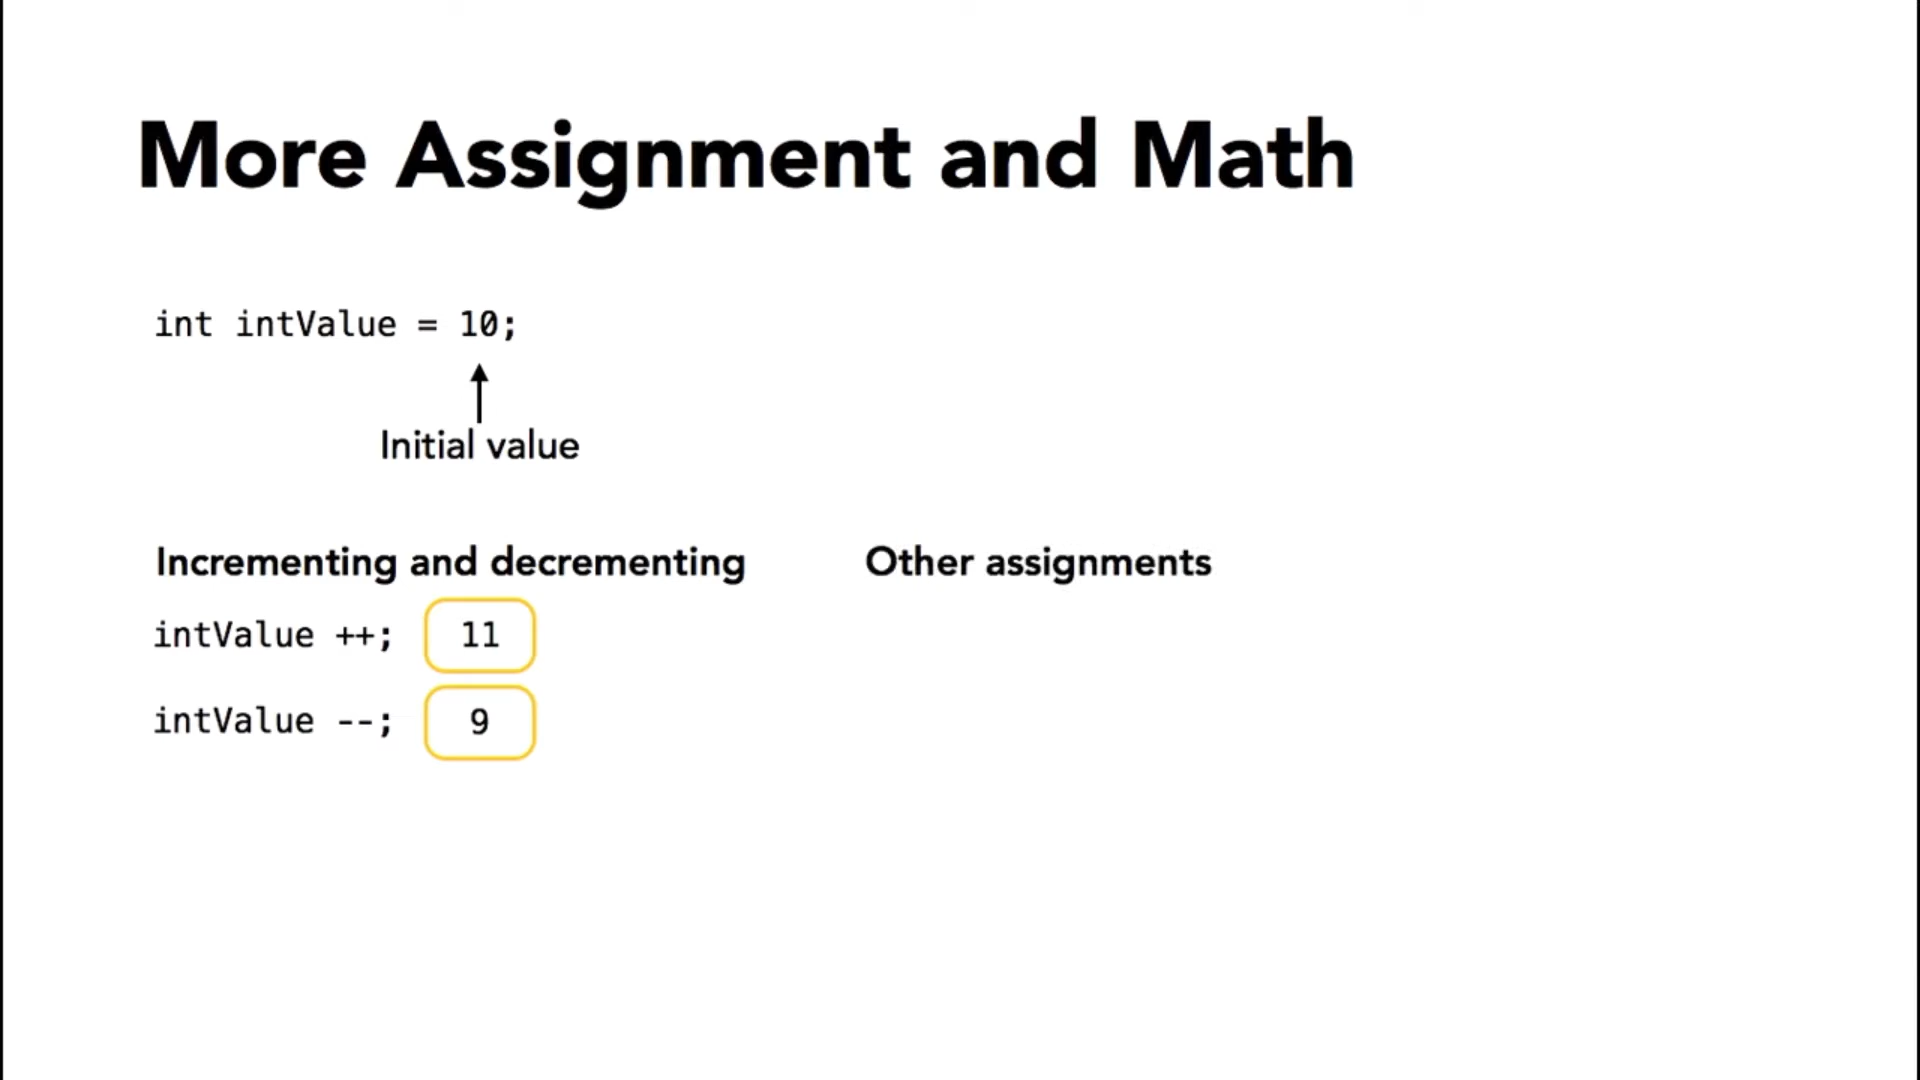 More Assignment and Math
int intValue = 10;
Initial value
Incrementing and decrementing
intValue ++; 11
intValue --; 9
Other assignments